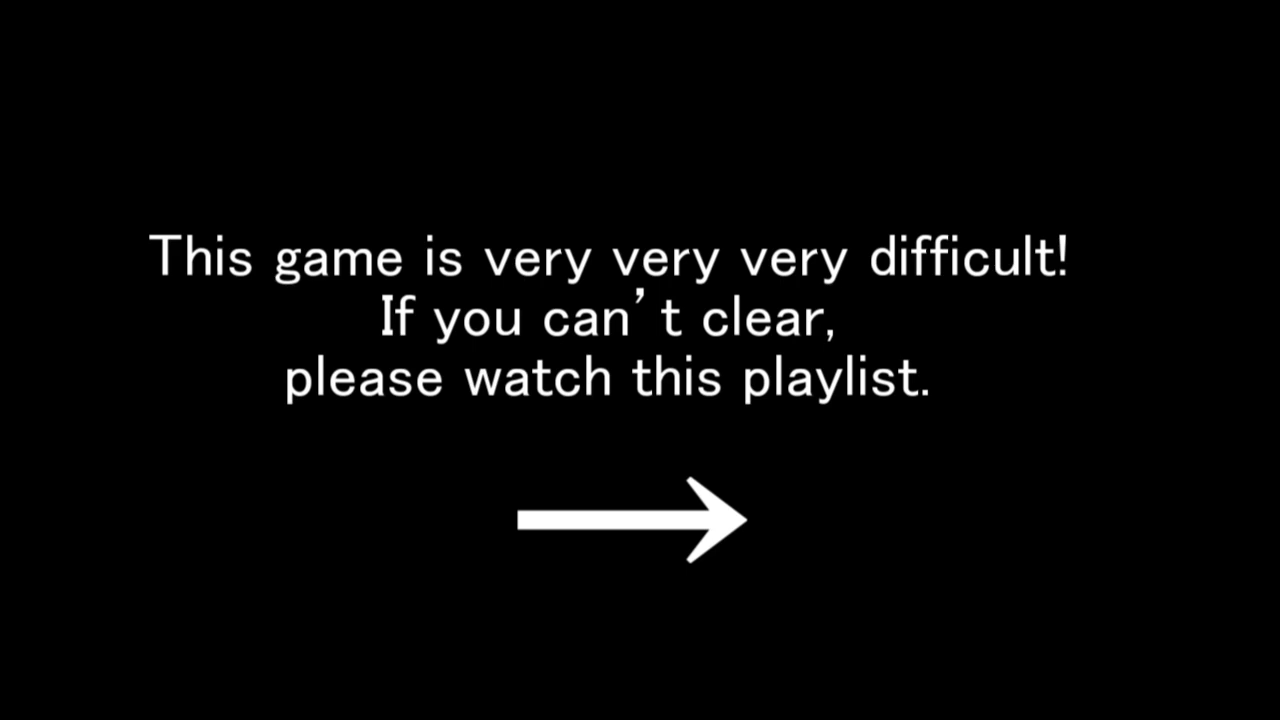 This game is very very very difficult!
If you can’t clear,
please watch this playlist.